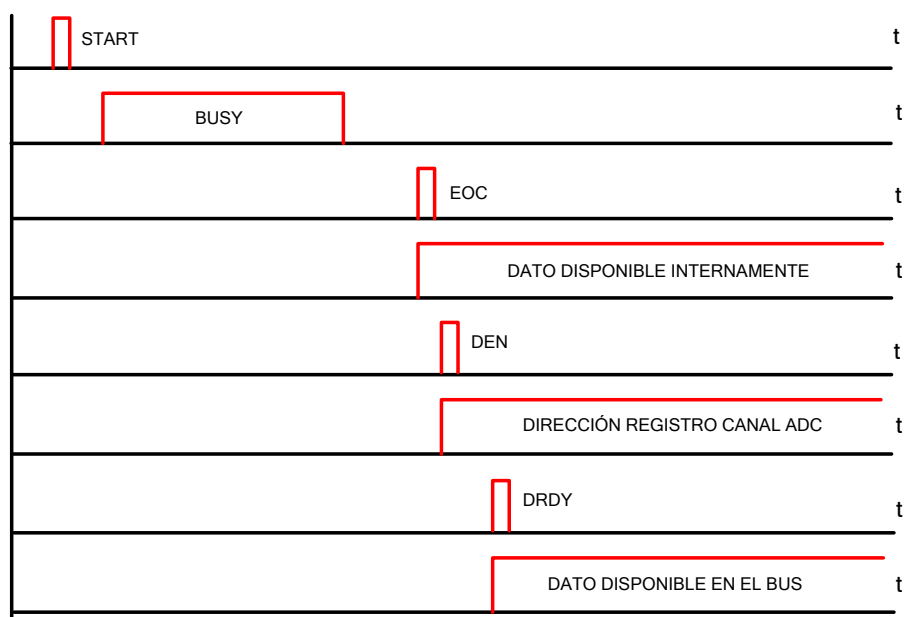 START
t
BUSY
t
EOC
t
DATO DISPONIBLE INTERNAMENTE
t
DEN
t
DIRECCIÓN REGISTRO CANAL ADC
t
DRDY
t
DATO DISPONIBLE EN EL BUS
t